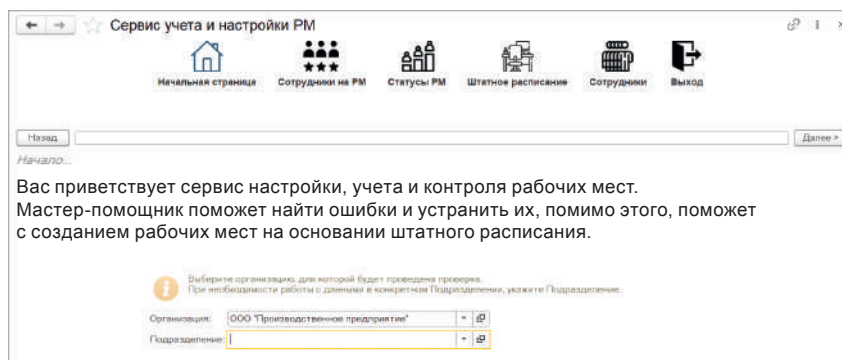 Сервис учета и настройки РМ
Начальная страница Сотрудники на РМ Статусы РМ Штатное расписание Сотрудники Выход
Назад Далее >
Начало...
Вас приветствует сервис настройки, учета и контроля рабочих мест.
Мастер-помощник поможет найти ошибки и устранить их, помимо этого, поможет
с созданием рабочих мест на основании штатного расписания.
Выберите организацию, для которой будет проведена проверка.
При необходимости работы с данными в конкретном Подразделении, укажите Подразделение.
Организация: ООО "Производственное предприятие"
Подразделение: